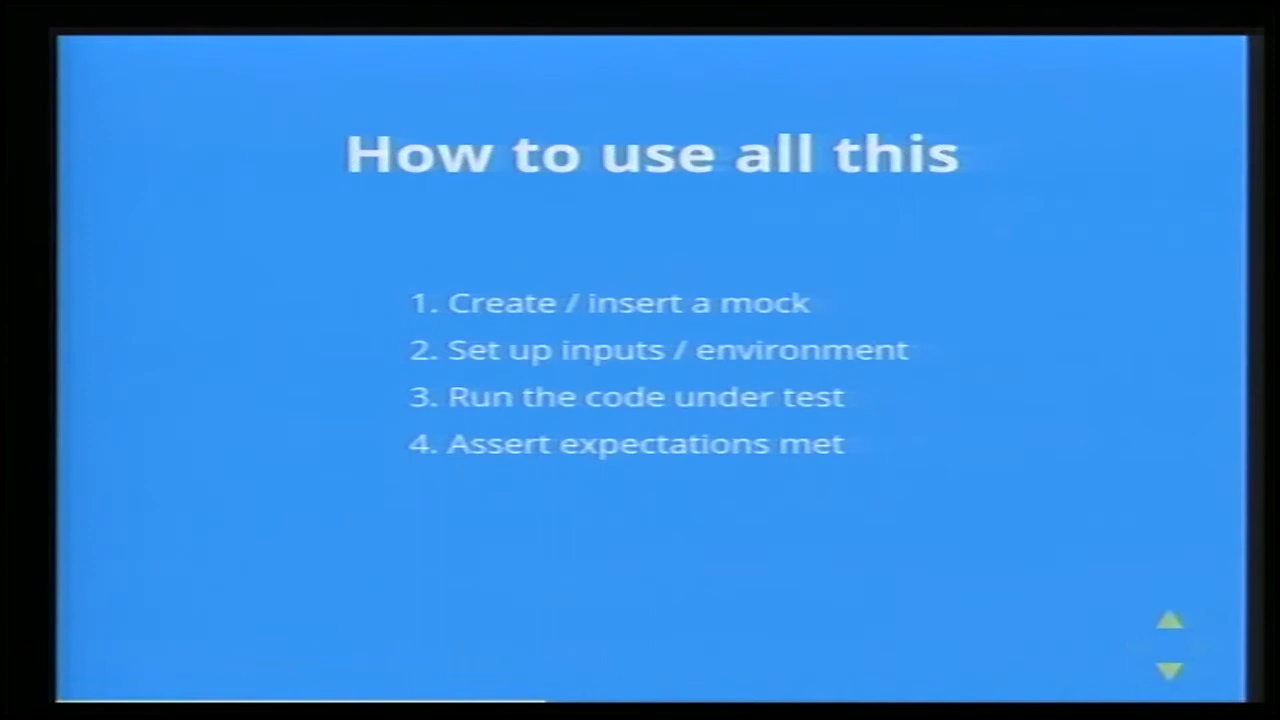 How to use all this
1. Create / insert a mock
2. Set up inputs / environment
3. Run the code under test
4. Assert expectations met